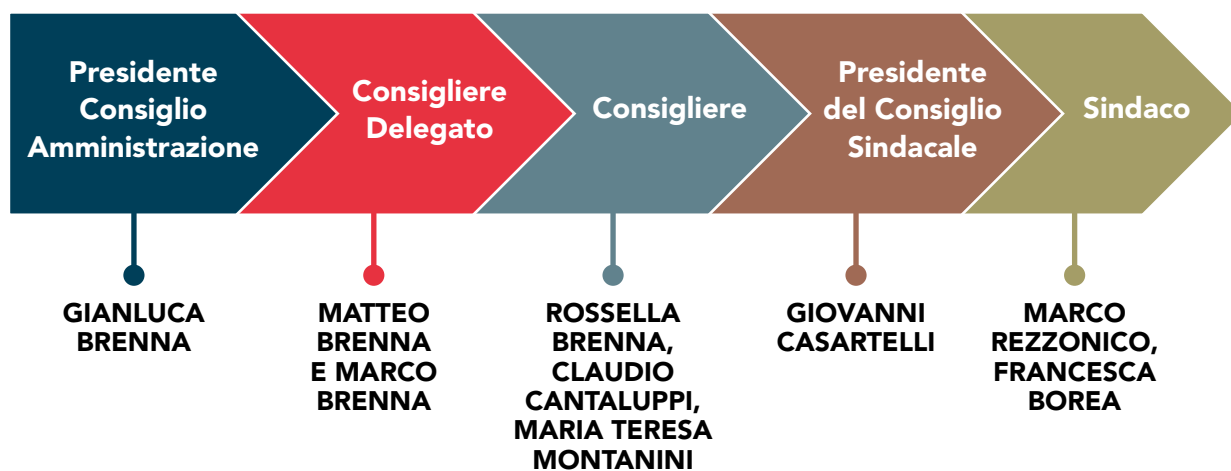 Presidente
Consiglio
Amministrazione
Consigliere
Delegato
Consigliere
Presidente
del Consiglio
Sindacale
Sindaco
GIANLUCA
BRENNA
MATTEO
BRENNA
E MARCO
BRENNA
ROSSELLA
BRENNA,
CLAUDIO
CANTALUPPI,
MARIA TERESA
MONTANINI
GIOVANNI
CASARTELLI
MARCO
REZZONICO,
FRANCESCA
BOREA